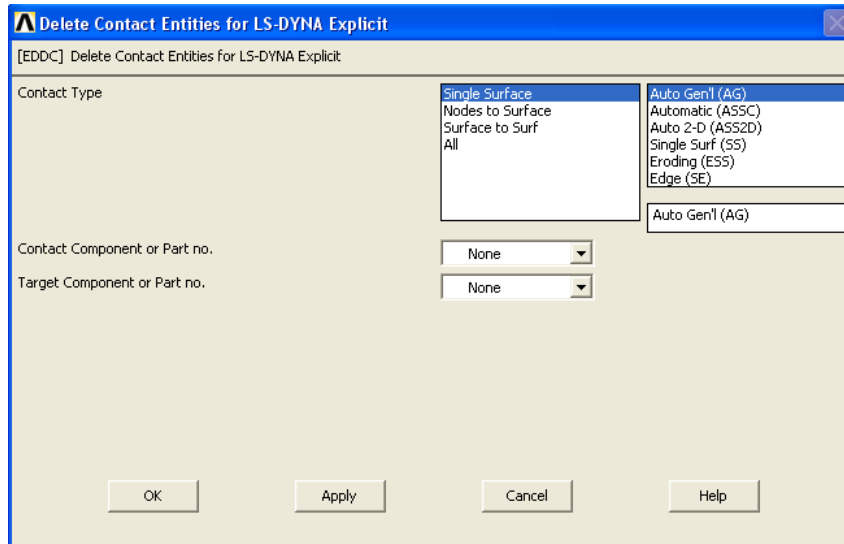 Delete Contact Entities for LS-DYNA Explicit
[EDDC] Delete Contact Entities for LS-DYNA Explicit
Contact Type
Single Surface
Nodes to Surface
Surface to Surf
All
Auto Gen'l (AG)
Automatic (ASSC)
Auto 2-D (ASS2D)
Single Surf (SS)
Eroding (ESS)
Edge (SE)
Auto Gen'l (AG)
Contact Component or Part no.
None
Target Component or Part no.
None
OK Apply Cancel Help